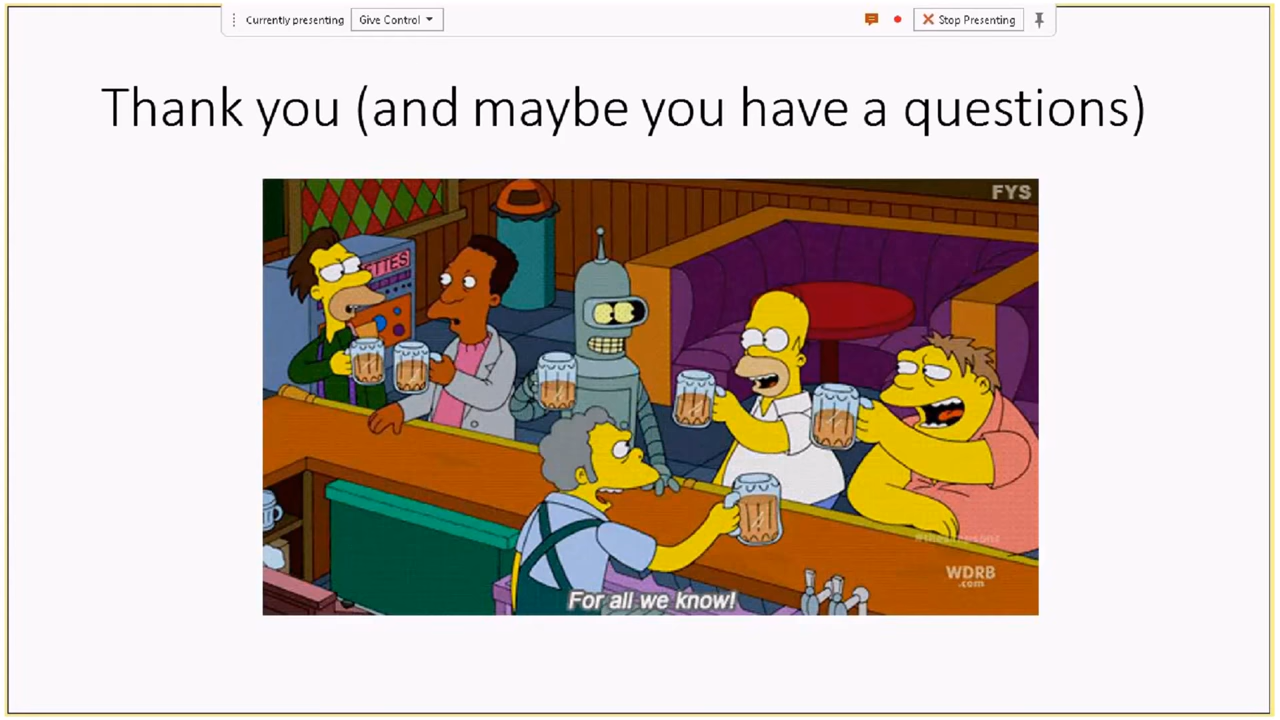 Currently presenting Give Control Stop Presenting
Thank you (and maybe you have a questions)
FYS
ETTES
WDRB
.com
For all we know!